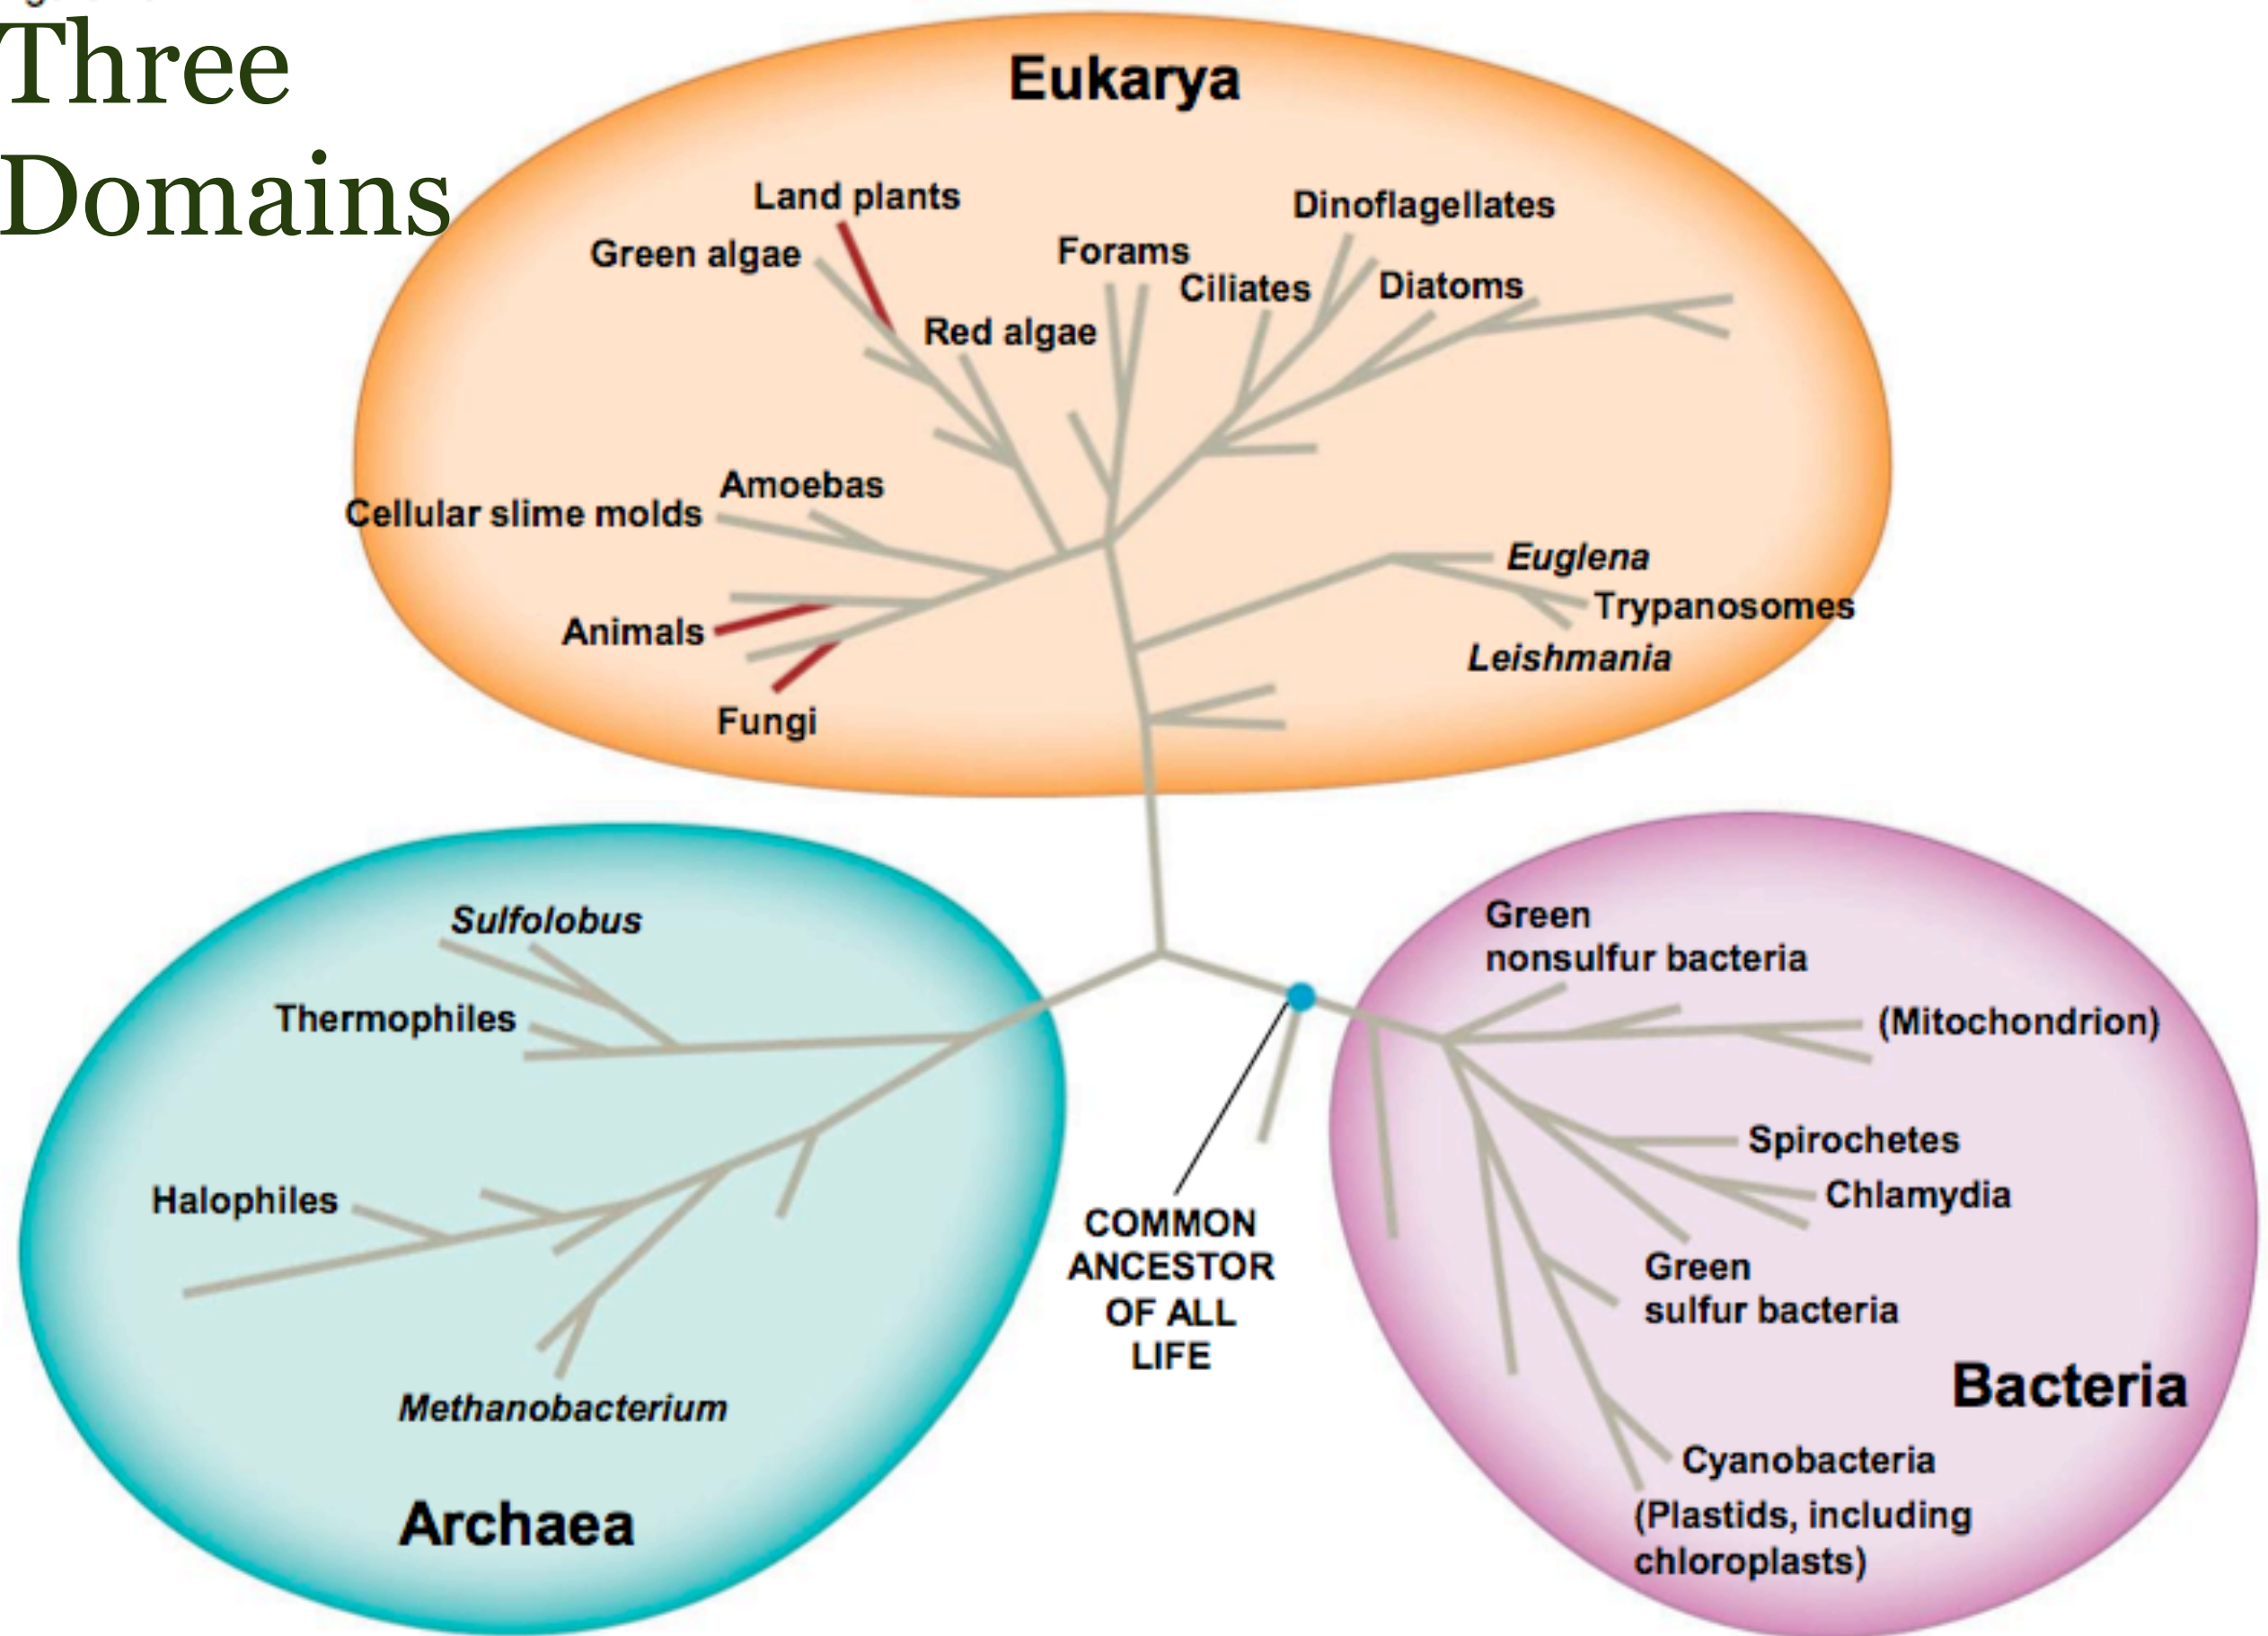 Three
Domains
Eukarya
Land plants
Green algae
Red algae
Forams
Ciliates
Dinoflagellates
Diatoms
Amoebas
Cellular slime molds
Animals
Fungi
Euglena
Trypanosomes
Leishmania
Sulfolobus
Thermophiles
Halophiles
Methanobacterium
Archaea
COMMON
ANCESTOR
OF ALL
LIFE
Green
nonsulfur bacteria
(Mitochondrion)
Spirochetes
Chlamydia
Green
sulfur bacteria
Bacteria
Cyanobacteria
(Plastids, including
chloroplasts)